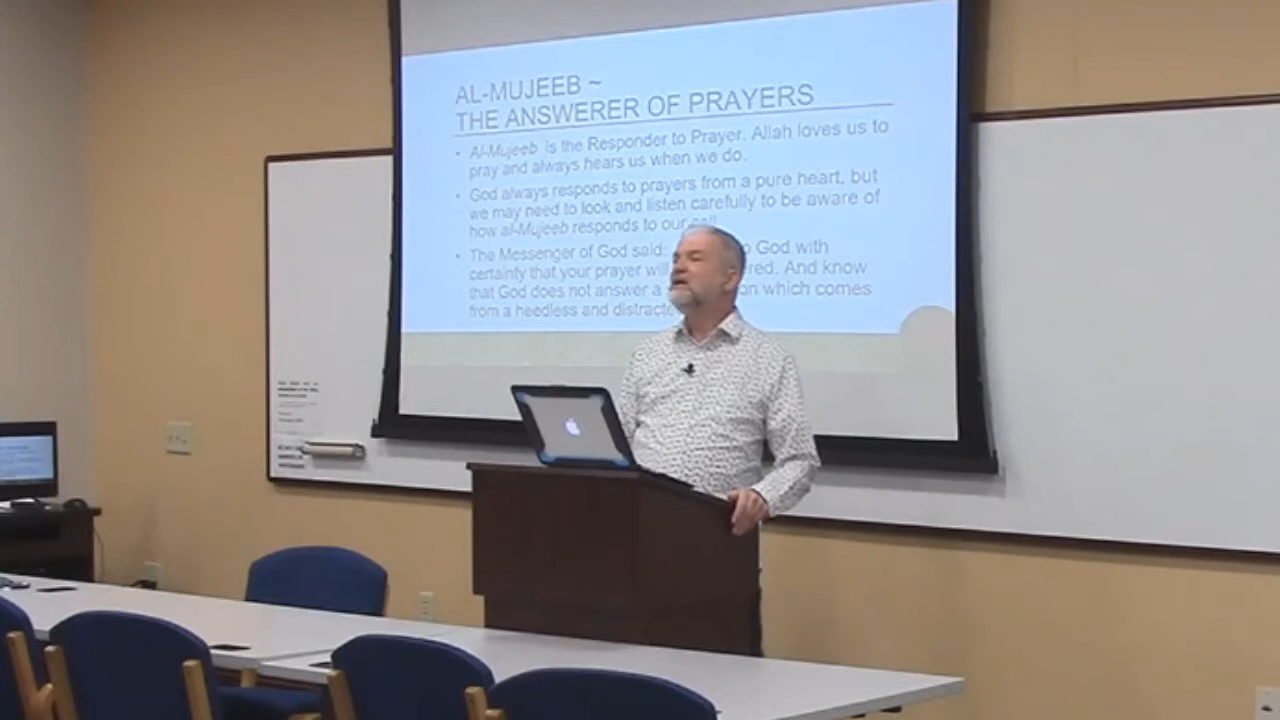 AL-MUJEEB ~
THE ANSWERER OF PRAYERS
• Al-Mujeeb is the Responder to Prayer. Allah loves us to
pray and always hears us when we do.
• God always responds to prayers from a pure heart, but
we may need to look and listen carefully to be aware of
how al-Mujeeb responds to our call
• The Messenger of God said: God with
certainty that your prayer will And know
that God does not answer a which comes
from a heedless and